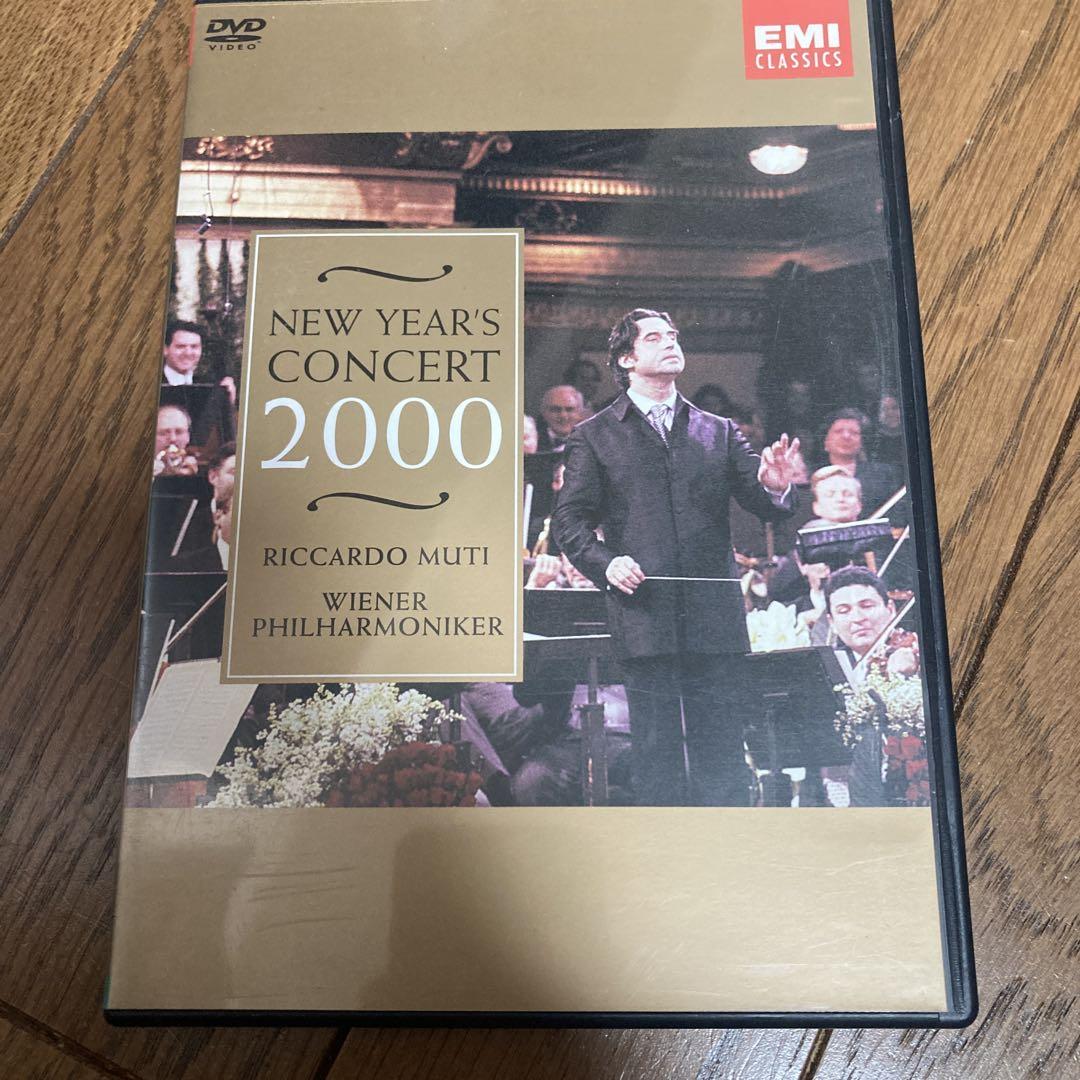 DVD
VIDEO
EMI
CLASSICS
NEW YEAR'S
CONCERT
2000
RICCARDO MUTI
WIENER
PHILHARMONIKER